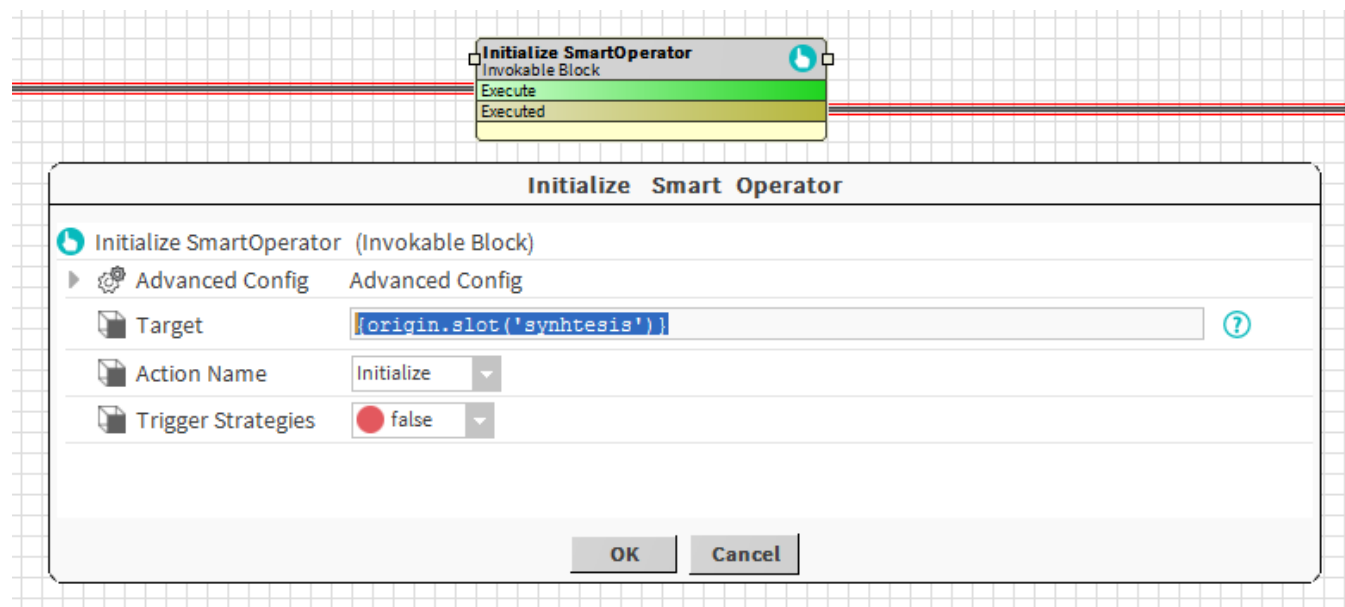 Initialize SmartOperator
Invokable Block
Execute
Executed
Initialize Smart Operator
Initialize SmartOperator (Invokable Block)
Advanced Config Advanced Config
Target {origin.slot('synhtesis')} ?
Action Name Initialize
Trigger Strategies false
OK Cancel